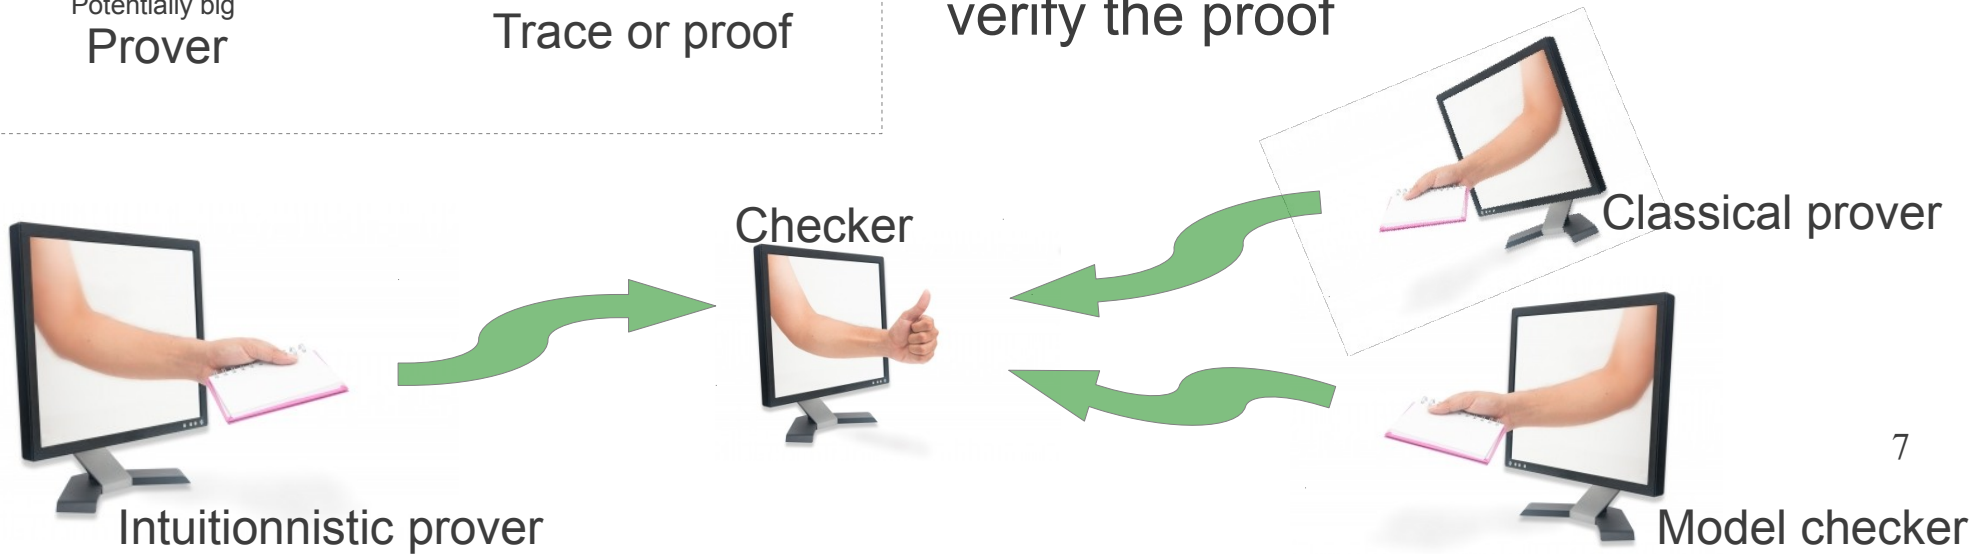 Potentially big
Prover
Trace or proof
verify the proof
Checker
Classical prover
7
Intuitionnistic prover
Model checker